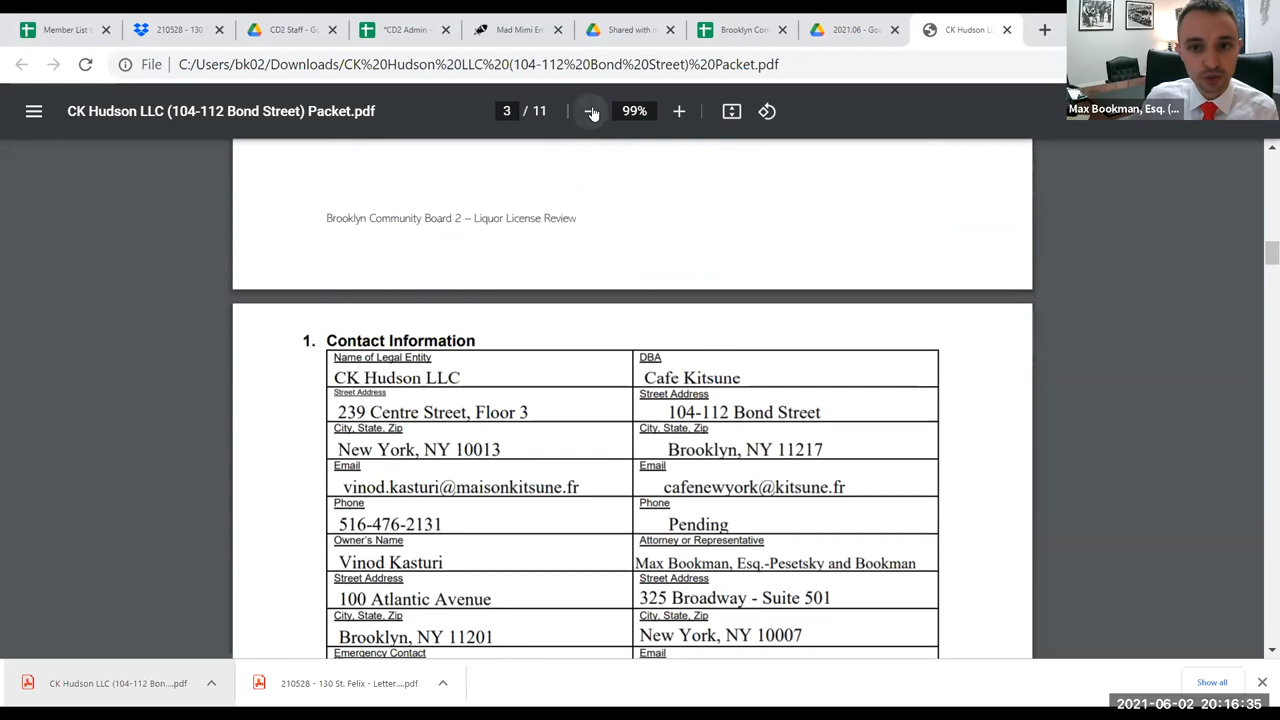 Member List
210528 - 130
CD2 Staff - Go
*CD2 Admin -
Mad Mimi Em
Shared with
Brooklyn Com
2021.06 - Goo
CK Hudson LL
File C:/Users/bk02/Downloads/CK%20Hudson%20LLC%20(104-112%20Bond%20Street)%20Packet.pdf
CK Hudson LLC (104-112 Bond Street) Packet.pdf
3 / 11
99%
Max Bookman, Esq. (...
Brooklyn Community Board 2 – Liquor License Review
1. Contact Information
Name of Legal Entity
CK Hudson LLC
DBA
Cafe Kitsune
Street Address
239 Centre Street, Floor 3
Street Address
104-112 Bond Street
City, State, Zip
New York, NY 10013
City, State, Zip
Brooklyn, NY 11217
Email
vinod.kasturi@maisonkitsune.fr
Email
cafenewyork@kitsune.fr
Phone
516-476-2131
Phone
Pending
Owner's Name
Vinod Kasturi
Attorney or Representative
Max Bookman, Esq.-Pesetsky and Bookman
Street Address
100 Atlantic Avenue
Street Address
325 Broadway - Suite 501
City, State, Zip
Brooklyn, NY 11201
City, State, Zip
New York, NY 10007
Emergency Contact
Email
CK Hudson LLC (104-112 Bon....pdf
210528 - 130 St. Felix - Letter....pdf
Show all
2021-06-02 20:16:35